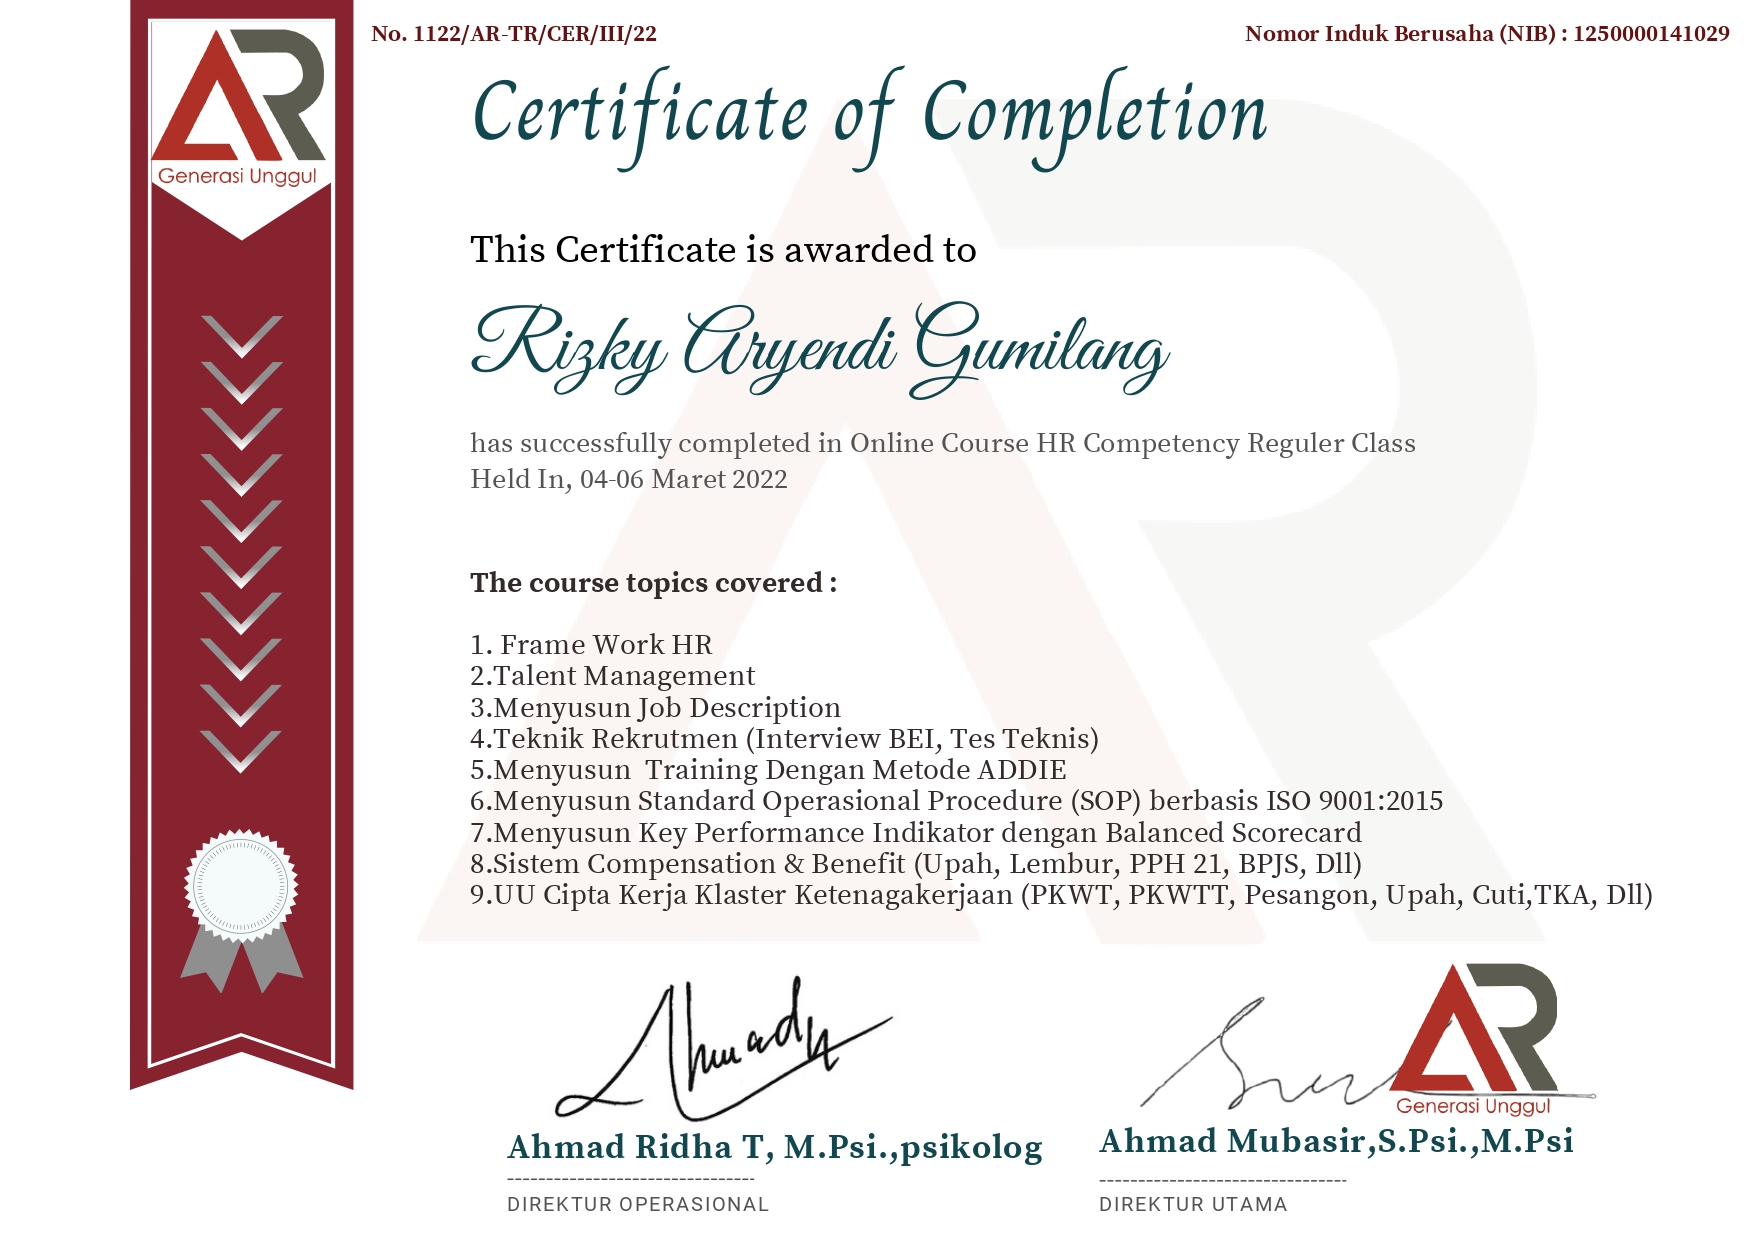 No. 1122/AR-TR/CER/III/22
Nomor Induk Berusaha (NIB) : 1250000141029
AR
Generasi Unggul
Certificate of Completion
This Certificate is awarded to
Rizky Aryendi Gumilang
has successfully completed in Online Course HR Competency Reguler Class
Held In, 04-06 Maret 2022
The course topics covered :
1. Frame Work HR
2.Talent Management
3.Menyusun Job Description
4.Teknik Rekrutmen (Interview BEI, Tes Teknis)
5.Menyusun  Training Dengan Metode ADDIE
6.Menyusun Standard Operasional Procedure (SOP) berbasis ISO 9001:2015
7.Menyusun Key Performance Indikator dengan Balanced Scorecard
8.Sistem Compensation & Benefit (Upah, Lembur, PPH 21, BPJS, Dll)
9.UU Cipta Kerja Klaster Ketenagakerjaan (PKWT, PKWTT, Pesangon, Upah, Cuti,TKA, Dll)
AR
Generasi Unggul
Ahmad Ridha T, M.Psi.,psikolog
--------------------------------
DIREKTUR OPERASIONAL
Ahmad Mubasir,S.Psi.,M.Psi
--------------------------------
DIREKTUR UTAMA